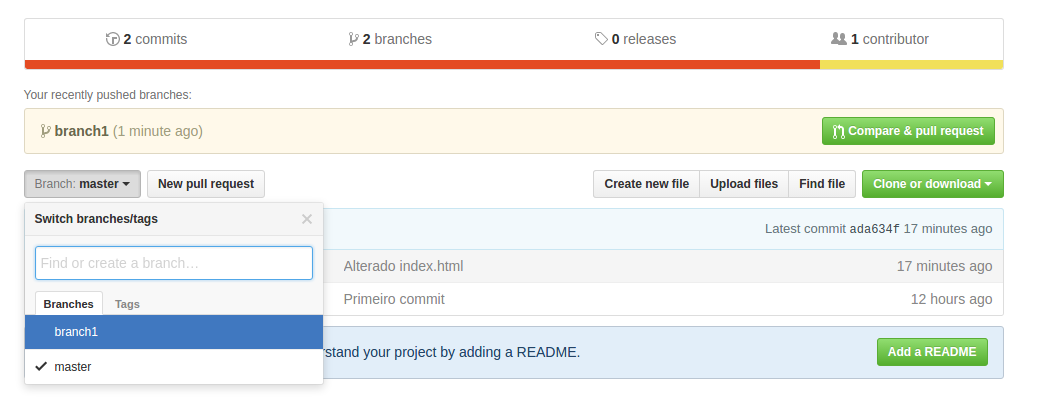 2 commits 2 branches 0 releases 1 contributor
Your recently pushed branches:
branch1 (1 minute ago) Compare & pull request
Branch: master New pull request Create new file Upload files Find file Clone or download
Switch branches/tags
Latest commit ada634f 17 minutes ago
Find or create a branch…
Alterado index.html 17 minutes ago
Branches Tags
Primeiro commit 12 hours ago
branch1
your project by adding a README. Add a README
master